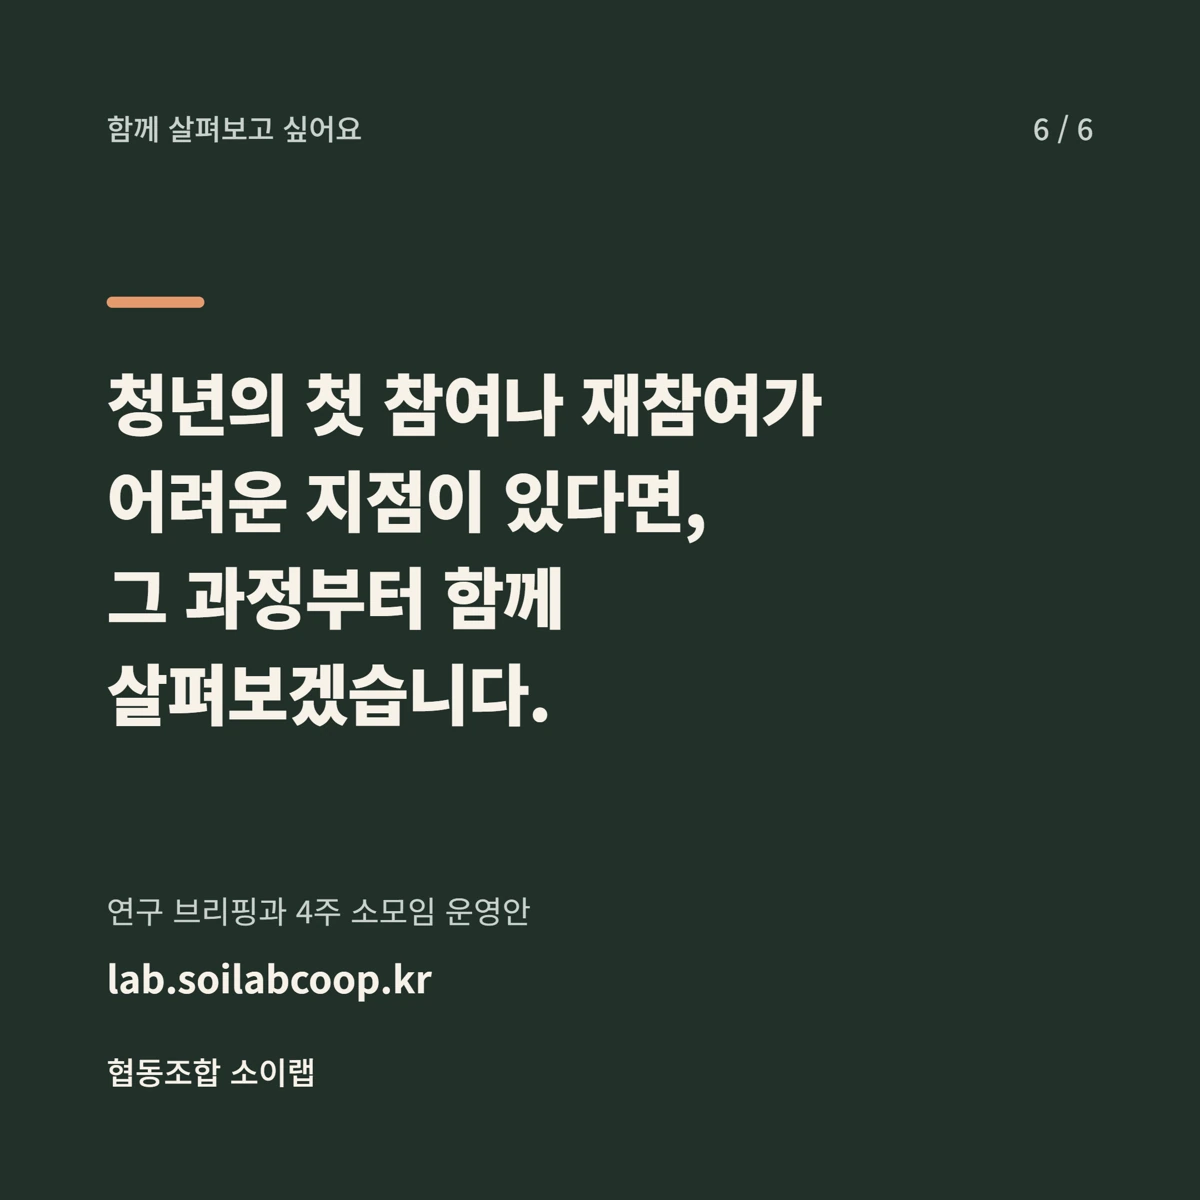 함께 살펴보고 싶어요
6 / 6
청년의 첫 참여나 재참여가
어려운 지점이 있다면,
그 과정부터 함께
살펴보겠습니다.
연구 브리핑과 4주 소모임 운영안
lab.soilabcoop.kr
협동조합 소이랩